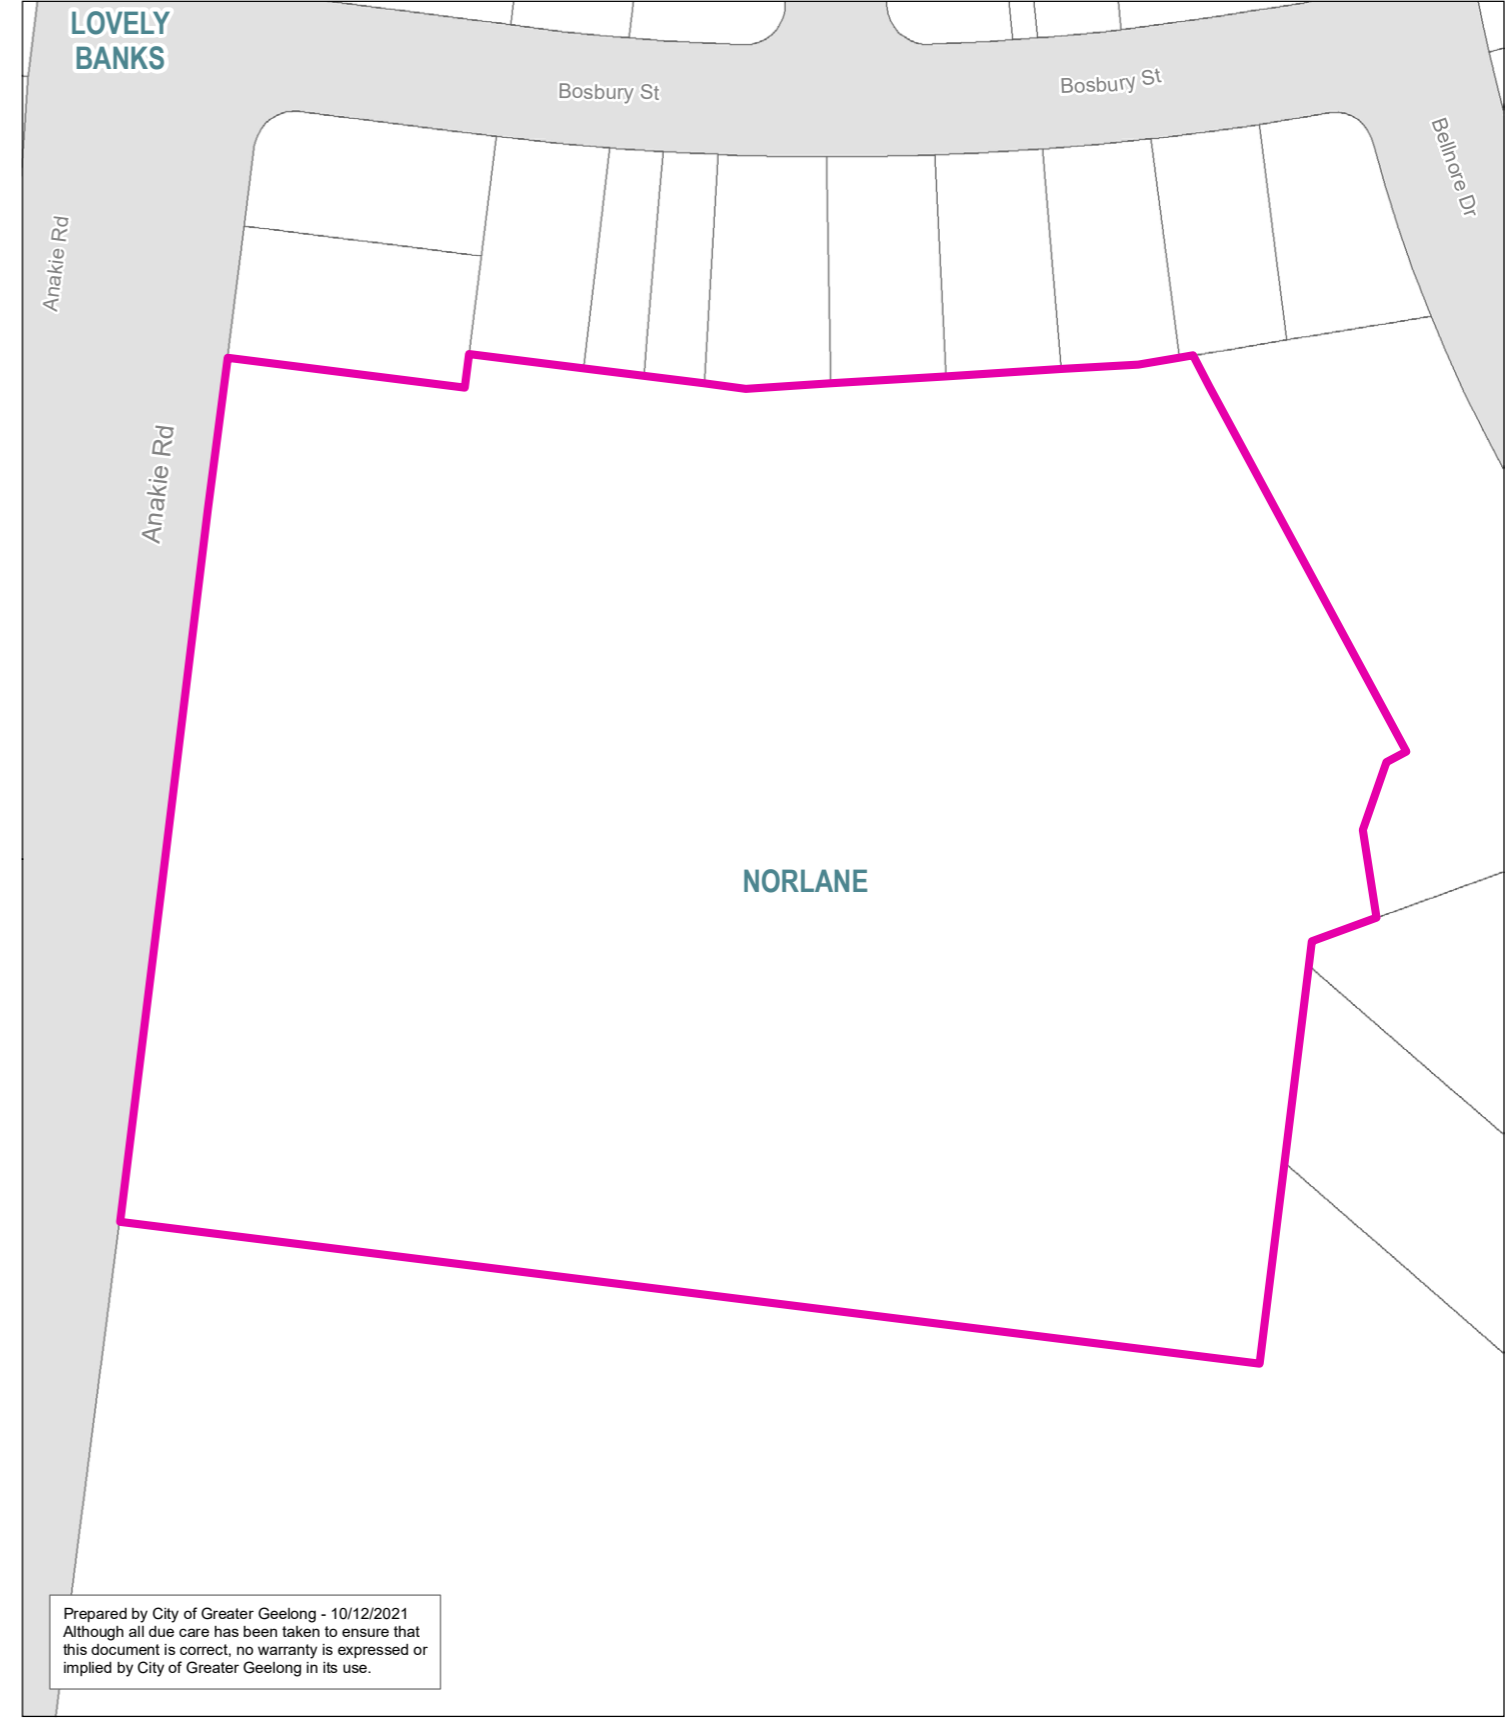 LOVELY
BANKS
Bosbury St
Bosbury St
Bellnore Dr
Anakie Rd
Anakie Rd
NORLANE
Prepared by City of Greater Geelong - 10/12/2021
Although all due care has been taken to ensure that
this document is correct, no warranty is expressed or
implied by City of Greater Geelong in its use.